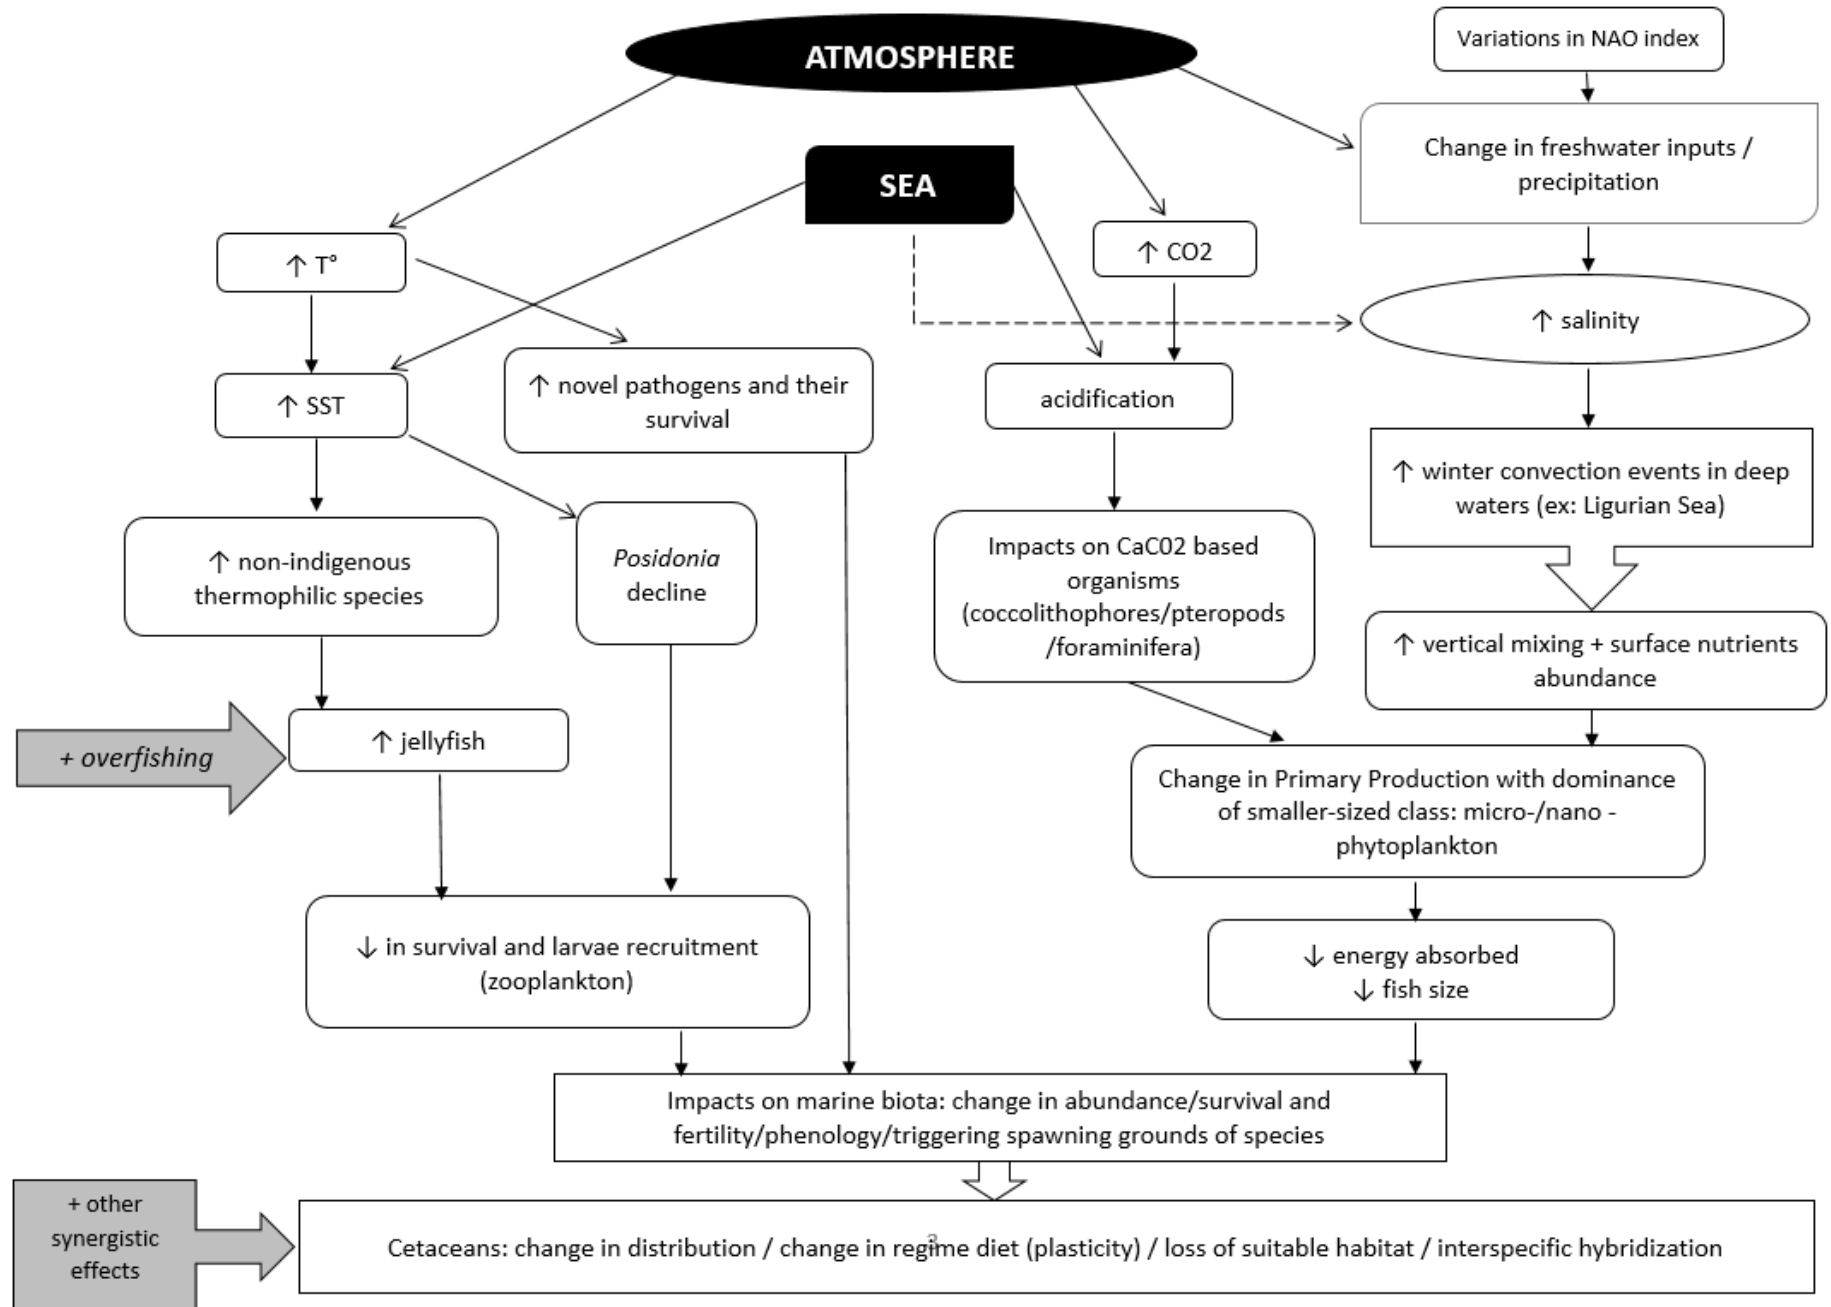 ATMOSPHERE
Variations in NAO index
Change in freshwater inputs /
precipitation
SEA
↑ T°
↑ CO2
↑ salinity
↑ SST
↑ novel pathogens and their
survival
acidification
↑ winter convection events in deep
waters (ex: Ligurian Sea)
↑ non-indigenous
thermophilic species
Posidonia
decline
Impacts on CaC02 based
organisms
(coccolithophores/pteropods
/foraminifera)
↑ vertical mixing + surface nutrients
abundance
+ overfishing
↑ jellyfish
Change in Primary Production with dominance
of smaller-sized class: micro-/nano -
phytoplankton
↓ in survival and larvae recruitment
(zooplankton)
↓ energy absorbed
↓ fish size
Impacts on marine biota: change in abundance/survival and
fertility/phenology/triggering spawning grounds of species
+ other
synergistic
effects
Cetaceans: change in distribution / change in regime diet (plasticity) / loss of suitable habitat / interspecific hybridization
3